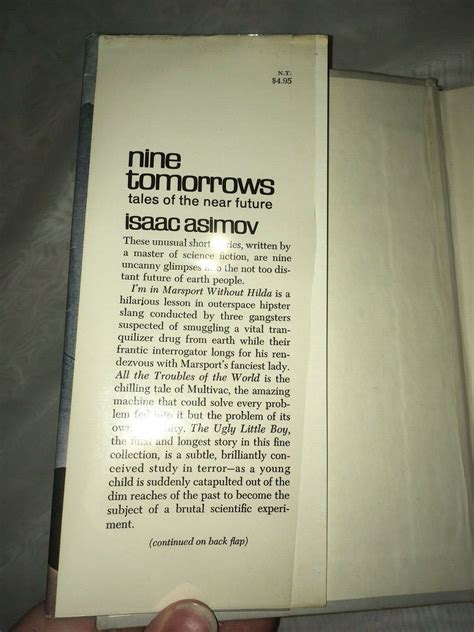 N.T.
$4.95
nine
tomorrows
tales of the near future
isaac asimov
These unusual short, written by
a master of science fiction, are nine
uncanny glimpses into the not too dis-
tant future of earth people.
I'm in Marsport Without Hilda is a
hilarious lesson in outerspace hipster
slang conducted by three gangsters
suspected of smuggling a vital tran-
quilizer drug from earth while their
frantic interrogator longs for his ren-
dezvous with Marsport's fanciest lady.
All the Troubles of the World is the
chilling tale of Multivac, the amazing
machine that could solve every prob-
lem fed into it but the problem of its
own. The Ugly Little Boy,
the final and longest story in this fine
collection, is a subtle, brilliantly con-
ceived study in terror—as a young
child is suddenly catapulted out of the
dim reaches of the past to become the
subject of a brutal scientific experi-
ment.
(continued on back flap)